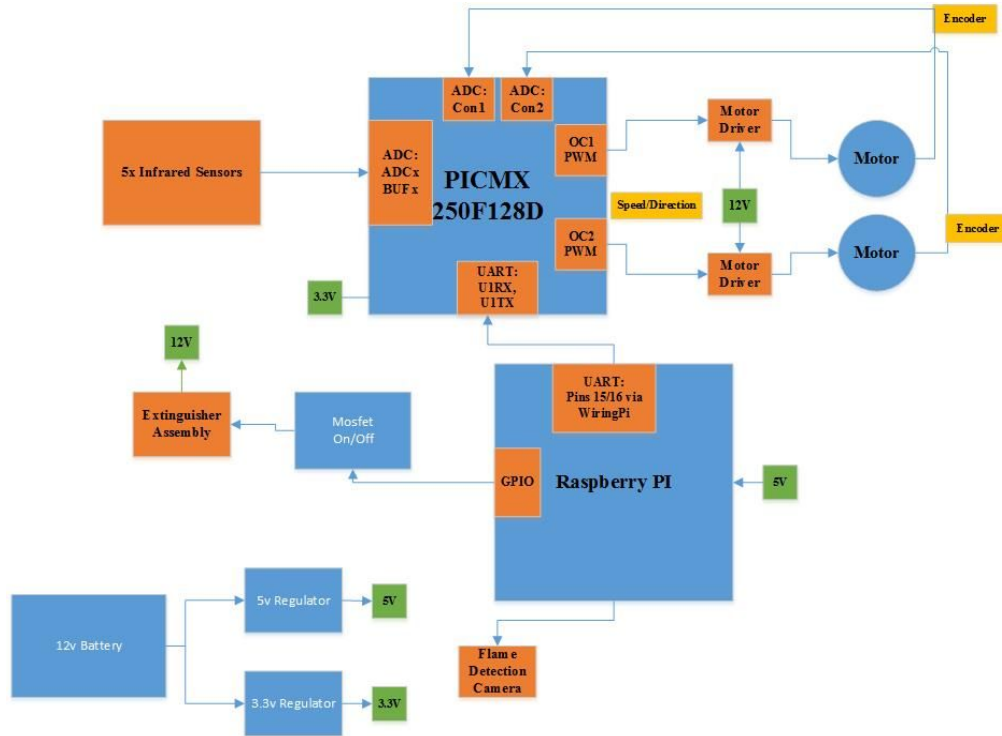 Encoder
ADC:
Con1
ADC:
Con2
Motor
Driver
5x Infrared Sensors
ADC:
ADCx
BUFx
OC1
PWM
Motor
PICMX
250F128D
Speed/Direction
12V
OC2
PWM
Motor
Driver
Motor
Encoder
3.3V
UART:
U1RX,
U1TX
12V
UART:
Pins 15/16 via
WiringPi
Extinguisher
Assembly
Mosfet
On/Off
GPIO
Raspberry PI
5V
12v Battery
5v Regulator
5V
3.3v Regulator
3.3V
Flame
Detection
Camera